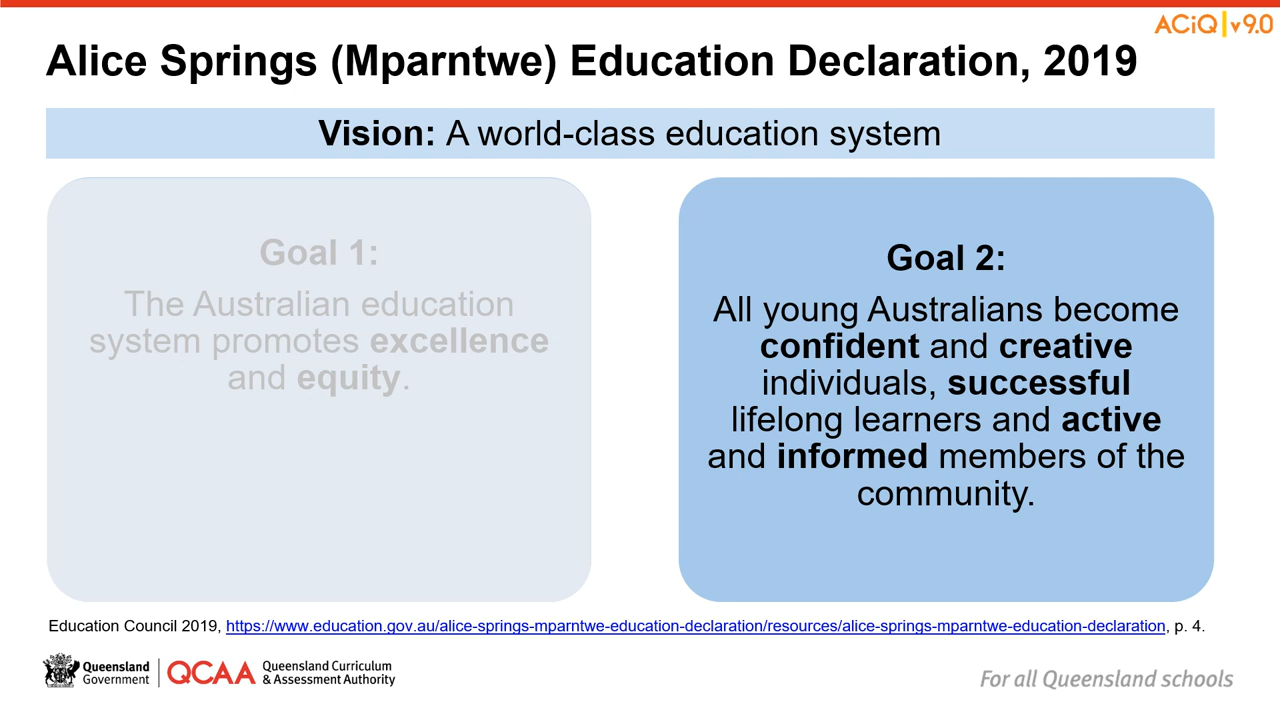 ACiQ | v9.0
Alice Springs (Mparntwe) Education Declaration, 2019
Vision: A world-class education system
Goal 1:
The Australian education
system promotes excellence
and equity.
Goal 2:
All young Australians become
confident and creative
individuals, successful
lifelong learners and active
and informed members of the
community.
Education Council 2019, https://www.education.gov.au/alice-springs-mparntwe-education-declaration/resources/alice-springs-mparntwe-education-declaration, p. 4.
Queensland
Government
QCAA
Queensland Curriculum
& Assessment Authority
For all Queensland schools